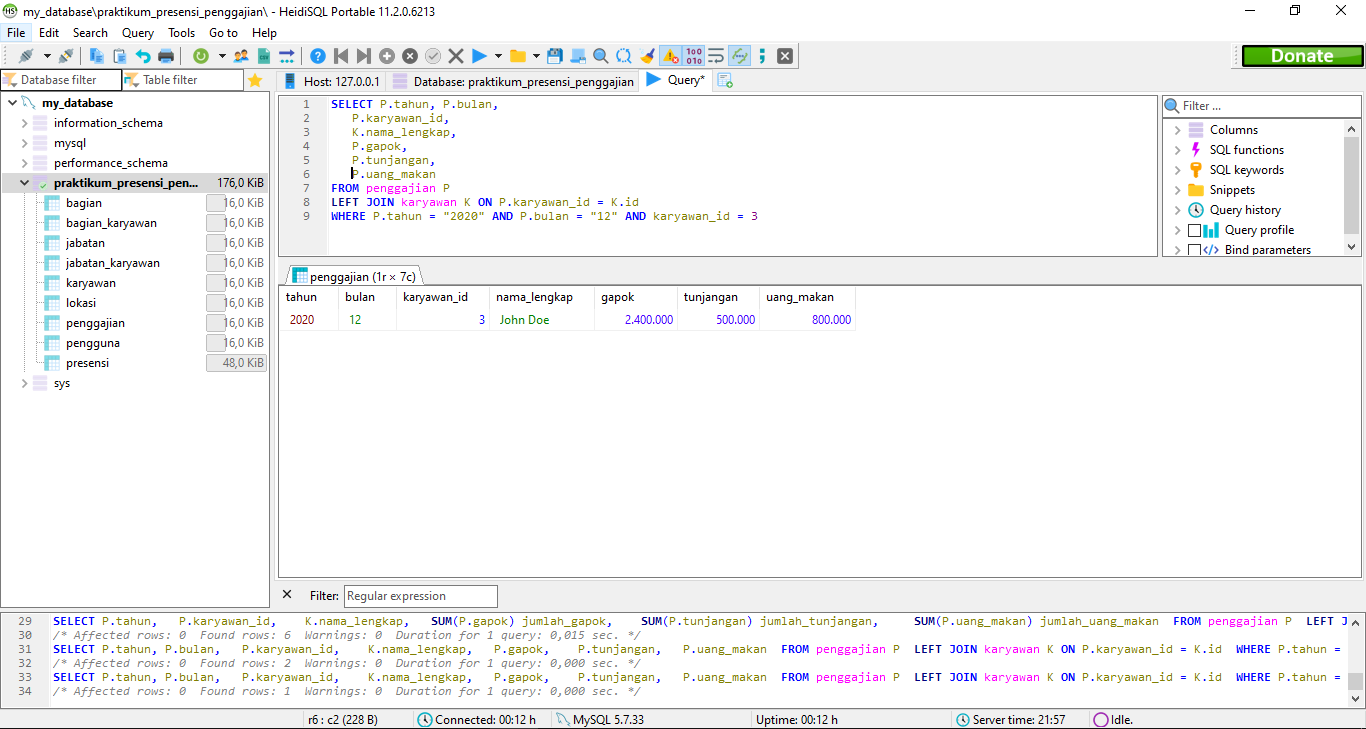 HS my_database\praktikum_presensi_penggajian\ - HeidiSQL Portable 11.2.0.6213
File Edit Search Query Tools Go to Help
Donate
Database filter Table filter
Host: 127.0.0.1 Database: praktikum_presensi_penggajian Query*
my_database
information_schema
mysql
performance_schema
praktikum_presensi_pen... 176,0 KiB
bagian 16,0 KiB
bagian_karyawan 16,0 KiB
jabatan 16,0 KiB
jabatan_karyawan 16,0 KiB
karyawan 16,0 KiB
lokasi 16,0 KiB
penggajian 16,0 KiB
pengguna 16,0 KiB
presensi 48,0 KiB
sys
1 SELECT P.tahun, P.bulan,
2 P.karyawan_id,
3 K.nama_lengkap,
4 P.gapok,
5 P.tunjangan,
6 P.uang_makan
7 FROM penggajian P
8 LEFT JOIN karyawan K ON P.karyawan_id = K.id
9 WHERE P.tahun = "2020" AND P.bulan = "12" AND karyawan_id = 3
Filter ...
Columns
SQL functions
SQL keywords
Snippets
Query history
Query profile
Bind parameters
penggajian (1r × 7c)
tahun bulan karyawan_id nama_lengkap gapok tunjangan uang_makan
2020 12 3 John Doe 2.400.000 500.000 800.000
Filter: Regular expression
29 SELECT P.tahun, P.karyawan_id, K.nama_lengkap, SUM(P.gapok) jumlah_gapok, SUM(P.tunjangan) jumlah_tunjangan, SUM(P.uang_makan) jumlah_uang_makan FROM penggajian P LEFT J
30 /* Affected rows: 0 Found rows: 6 Warnings: 0 Duration for 1 query: 0,015 sec. */
31 SELECT P.tahun, P.bulan, P.karyawan_id, K.nama_lengkap, P.gapok, P.tunjangan, P.uang_makan FROM penggajian P LEFT JOIN karyawan K ON P.karyawan_id = K.id WHERE P.tahun =
32 /* Affected rows: 0 Found rows: 2 Warnings: 0 Duration for 1 query: 0,000 sec. */
33 SELECT P.tahun, P.bulan, P.karyawan_id, K.nama_lengkap, P.gapok, P.tunjangan, P.uang_makan FROM penggajian P LEFT JOIN karyawan K ON P.karyawan_id = K.id WHERE P.tahun =
34 /* Affected rows: 0 Found rows: 1 Warnings: 0 Duration for 1 query: 0,000 sec. */
r6 : c2 (228 B) Connected: 00:12 h MySQL 5.7.33 Uptime: 00:12 h Server time: 21:57 Idle.